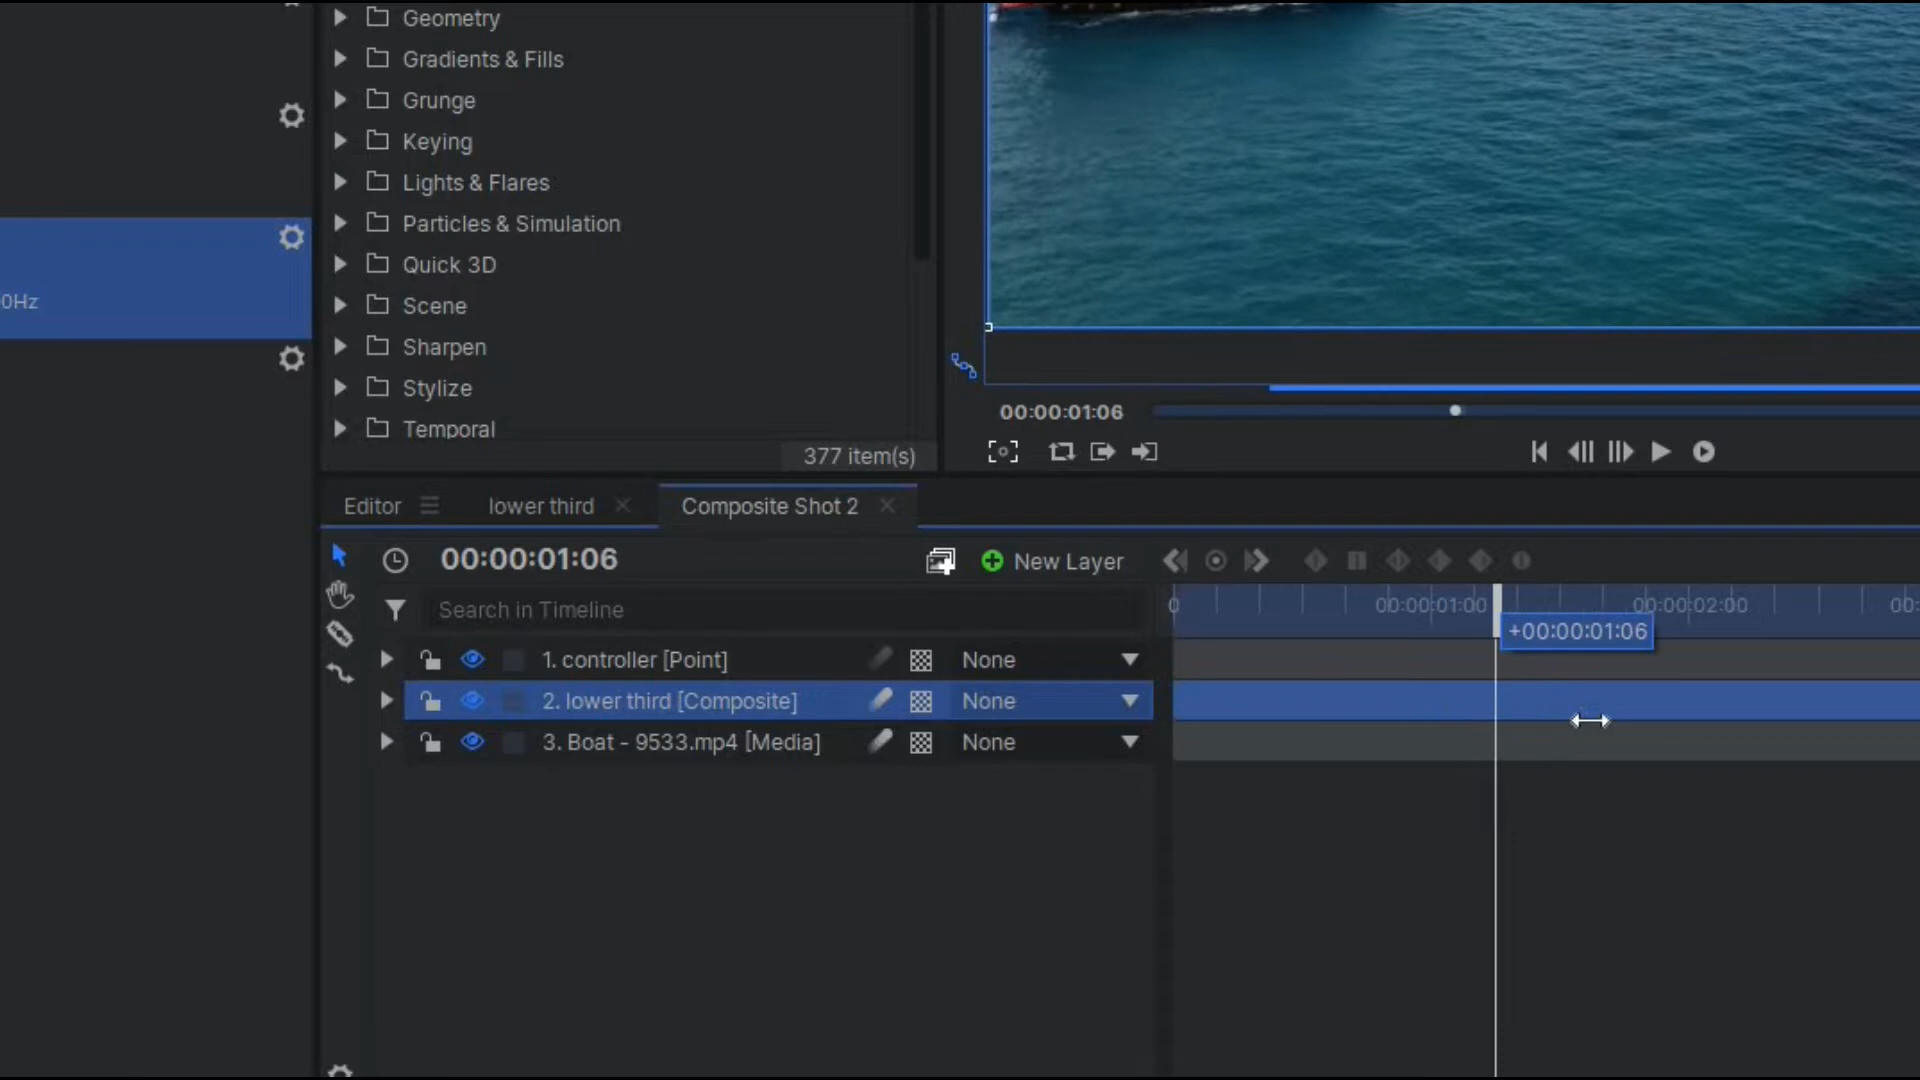 Geometry
Gradients & Fills
Grunge
Keying
Lights & Flares
Particles & Simulation
Quick 3D
Scene
Sharpen
Stylize
Temporal
377 item(s)
0Hz
00:00:01:06
Editor
lower third
Composite Shot 2
00:00:01:06
New Layer
Search in Timeline
0
00:00:01:00
00:00:02:00
00:
+00:00:01:06
1. controller [Point]
None
2. lower third [Composite]
None
3. Boat - 9533.mp4 [Media]
None